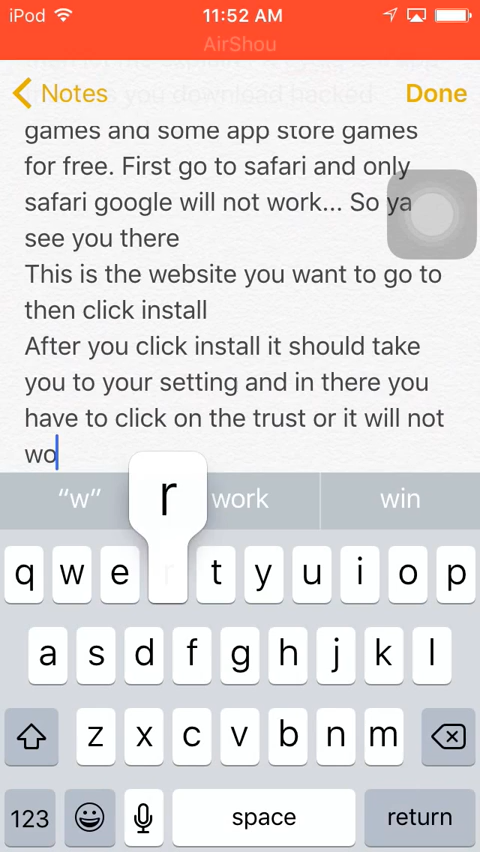 iPod 11:52 AM
AirShou
Notes Done
you download hacked
games and some app store games
for free. First go to safari and only
safari google will not work... So ya
see you there
This is the website you want to go to
then click install
After you click install it should take
you to your setting and in there you
have to click on the trust or it will not
wo
“w” work win
r
q w e r t y u i o p
a s d f g h j k l
z x c v b n m
123 space return